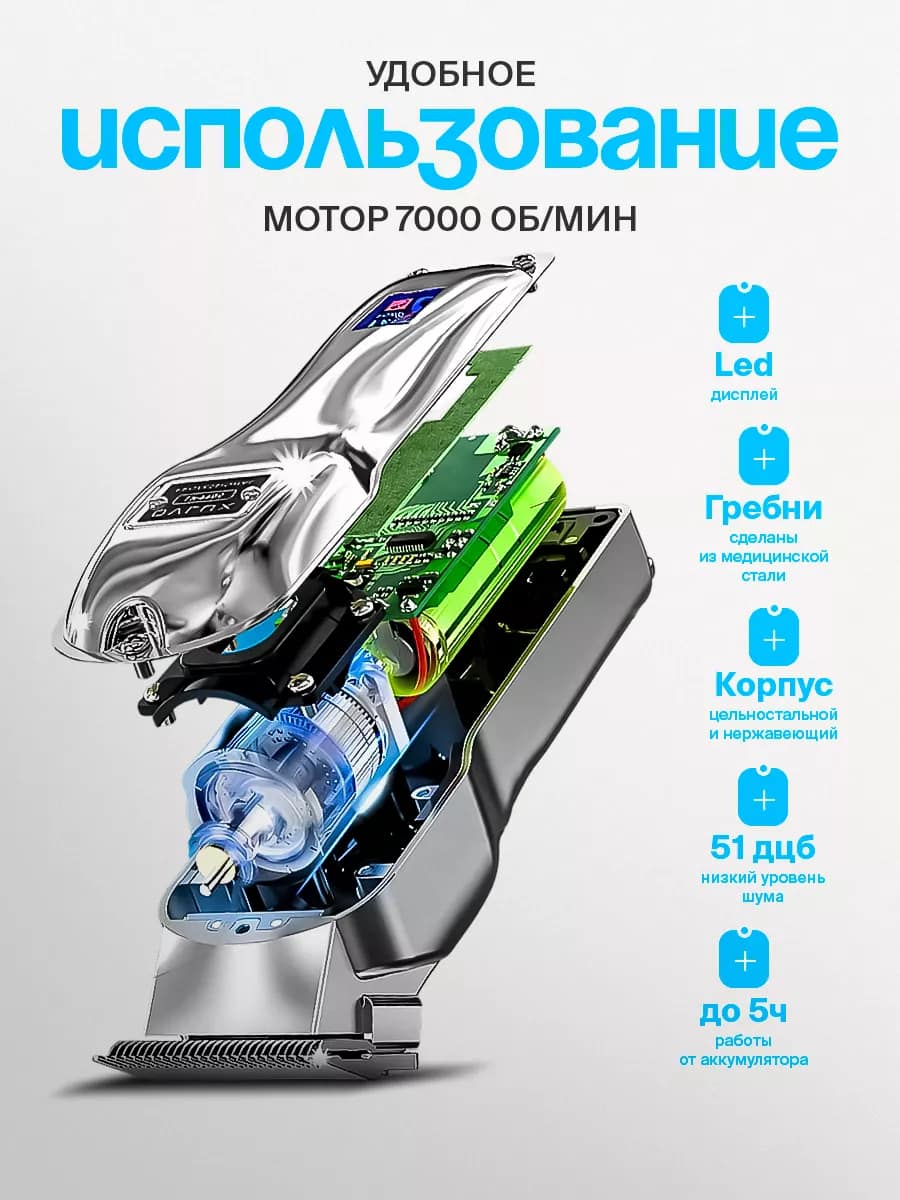 УДОБНОЕ
использование
МОТОР 7000 ОБ/МИН
Led
дисплей
Гребни
сделаны
из медицинской
стали
Корпус
цельностальной
и нержавеющий
51 дцб
низкий уровень
шума
до 5ч
работы
от аккумулятора